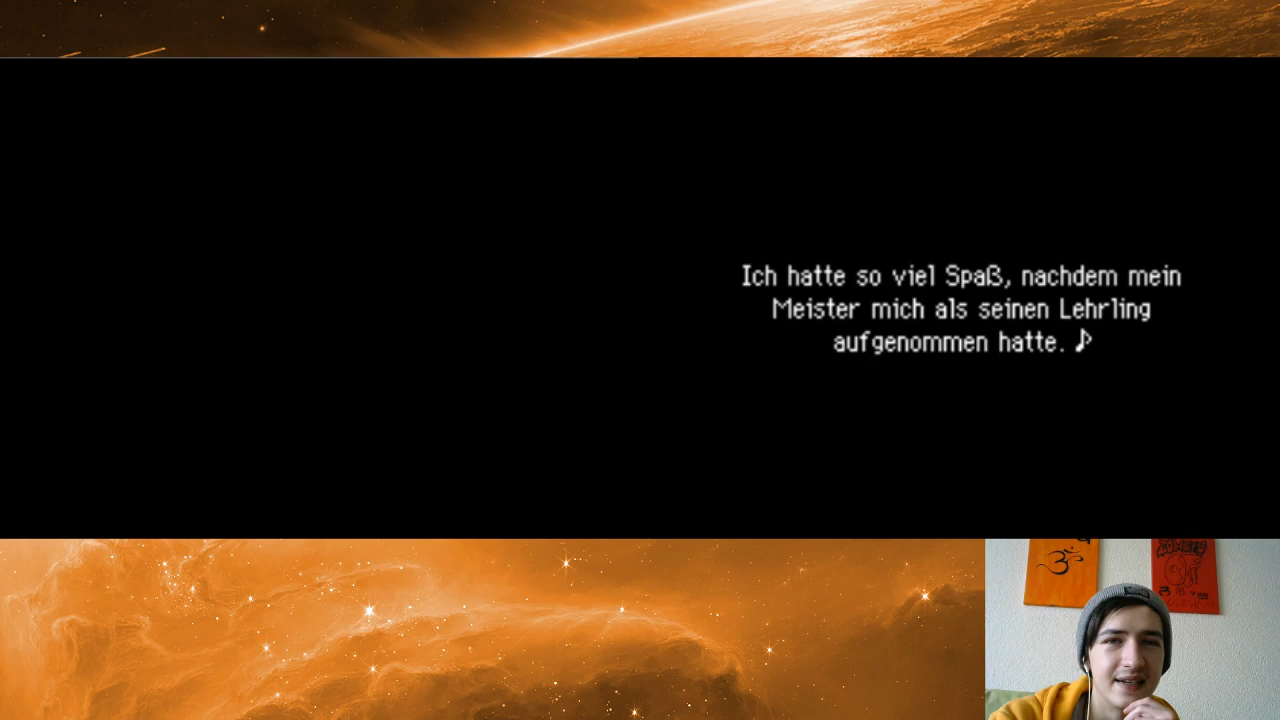 Ich hatte so viel Spaß, nachdem mein
Meister mich als seinen Lehrling
aufgenommen hatte. ♪